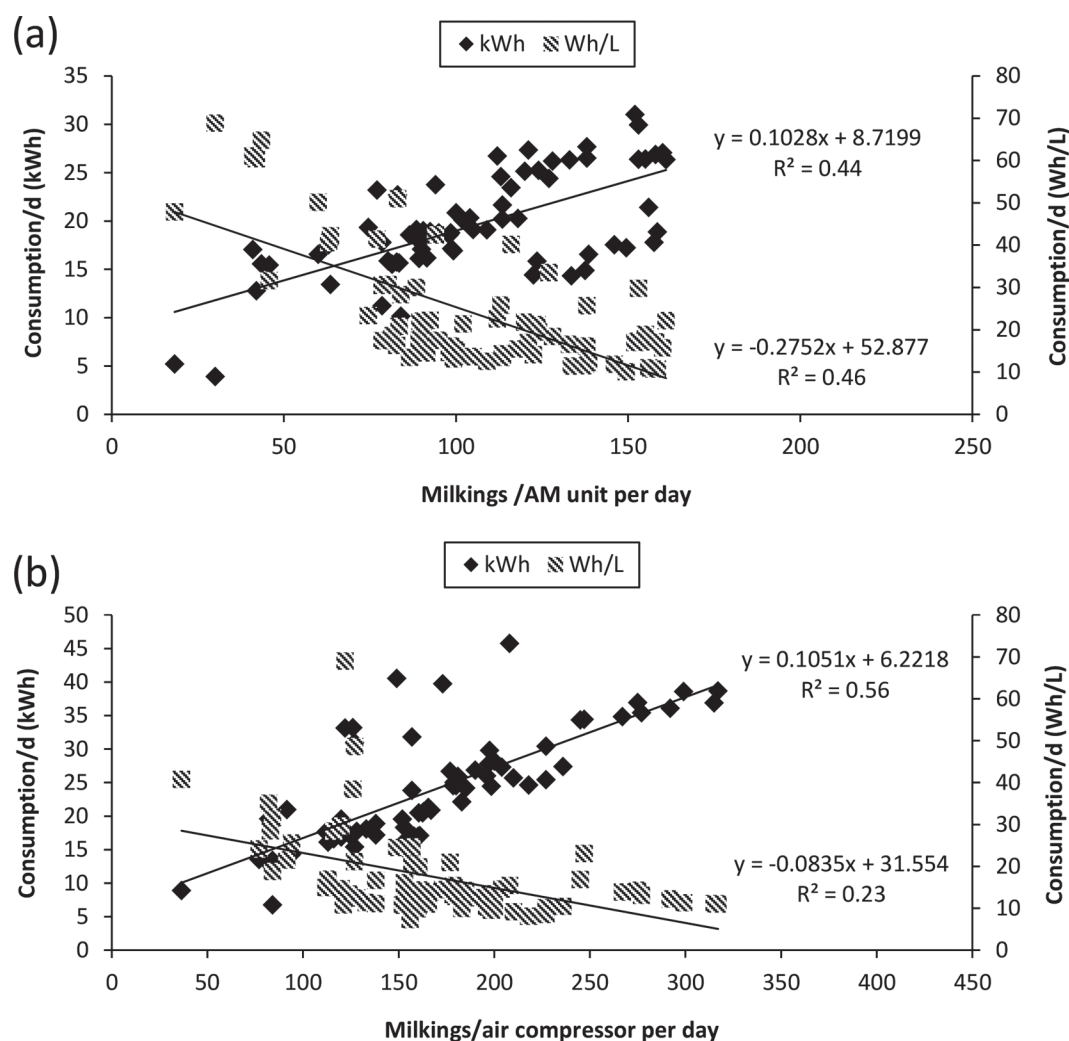 (a)
kWh Wh/L
35
30
25
20
15
10
5
0
Consumption/d (kWh)
80
70
60
50
40
30
20
10
0
Consumption/d (Wh/L)
y = 0.1028x + 8.7199
R² = 0.44
y = -0.2752x + 52.877
R² = 0.46
0 50 100 150 200 250
Milkings /AM unit per day
(b)
kWh Wh/L
50
45
40
35
30
25
20
15
10
5
0
Consumption/d (kWh)
80
70
60
50
40
30
20
10
0
Consumption/d (Wh/L)
y = 0.1051x + 6.2218
R² = 0.56
y = -0.0835x + 31.554
R² = 0.23
0 50 100 150 200 250 300 350 400 450
Milkings/air compressor per day